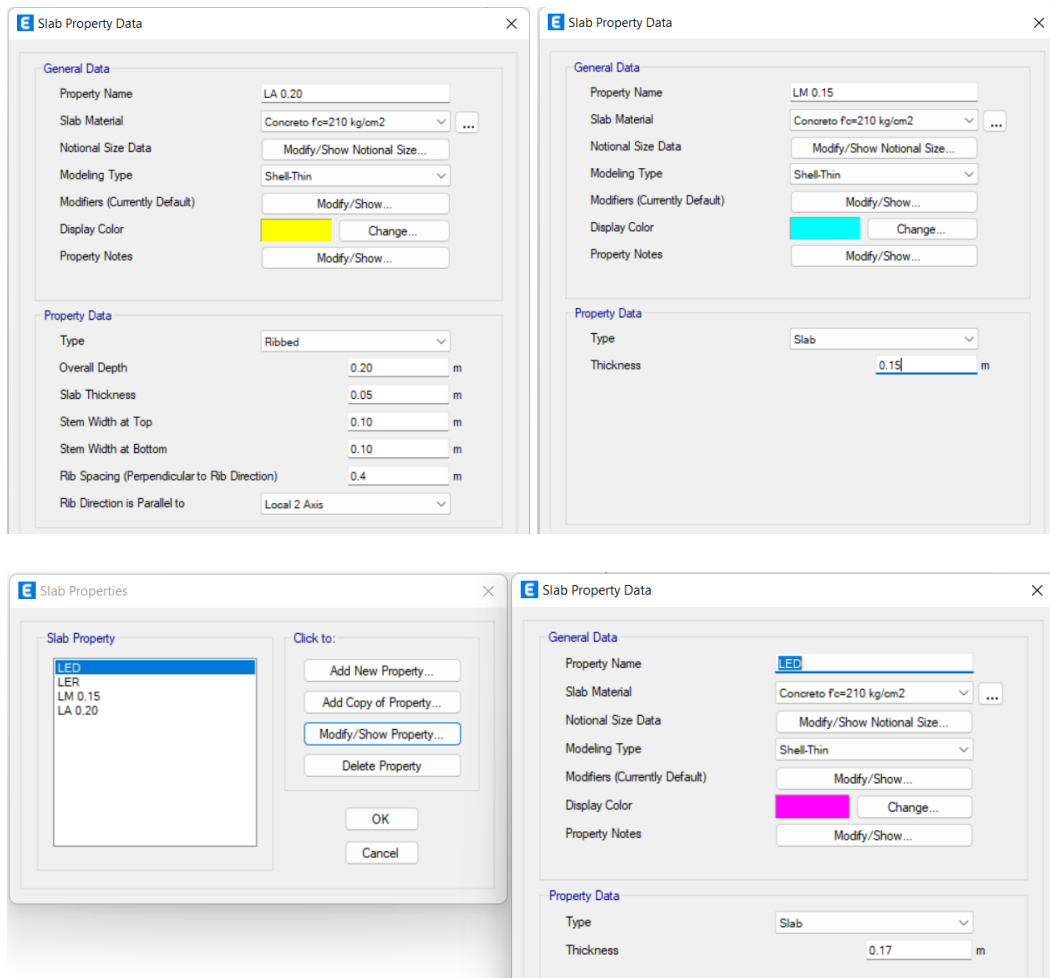 E Slab Property Data
General Data
Property Name LA 0.20
Slab Material Concreto f'c=210 kg/cm2 ...
Notional Size Data Modify/Show Notional Size...
Modeling Type Shell-Thin
Modifiers (Currently Default) Modify/Show...
Display Color Change...
Property Notes Modify/Show...
Property Data
Type Ribbed
Overall Depth 0.20 m
Slab Thickness 0.05 m
Stem Width at Top 0.10 m
Stem Width at Bottom 0.10 m
Rib Spacing (Perpendicular to Rib Direction) 0.4 m
Rib Direction is Parallel to Local 2 Axis
E Slab Property Data
General Data
Property Name LM 0.15
Slab Material Concreto f'c=210 kg/cm2 ...
Notional Size Data Modify/Show Notional Size...
Modeling Type Shell-Thin
Modifiers (Currently Default) Modify/Show...
Display Color Change...
Property Notes Modify/Show...
Property Data
Type Slab
Thickness 0.15 m
E Slab Properties
Slab Property
LED
LER
LM 0.15
LA 0.20
Click to:
Add New Property...
Add Copy of Property...
Modify/Show Property...
Delete Property
OK
Cancel
E Slab Property Data
General Data
Property Name LED
Slab Material Concreto f'c=210 kg/cm2 ...
Notional Size Data Modify/Show Notional Size...
Modeling Type Shell-Thin
Modifiers (Currently Default) Modify/Show...
Display Color Change...
Property Notes Modify/Show...
Property Data
Type Slab
Thickness 0.17 m